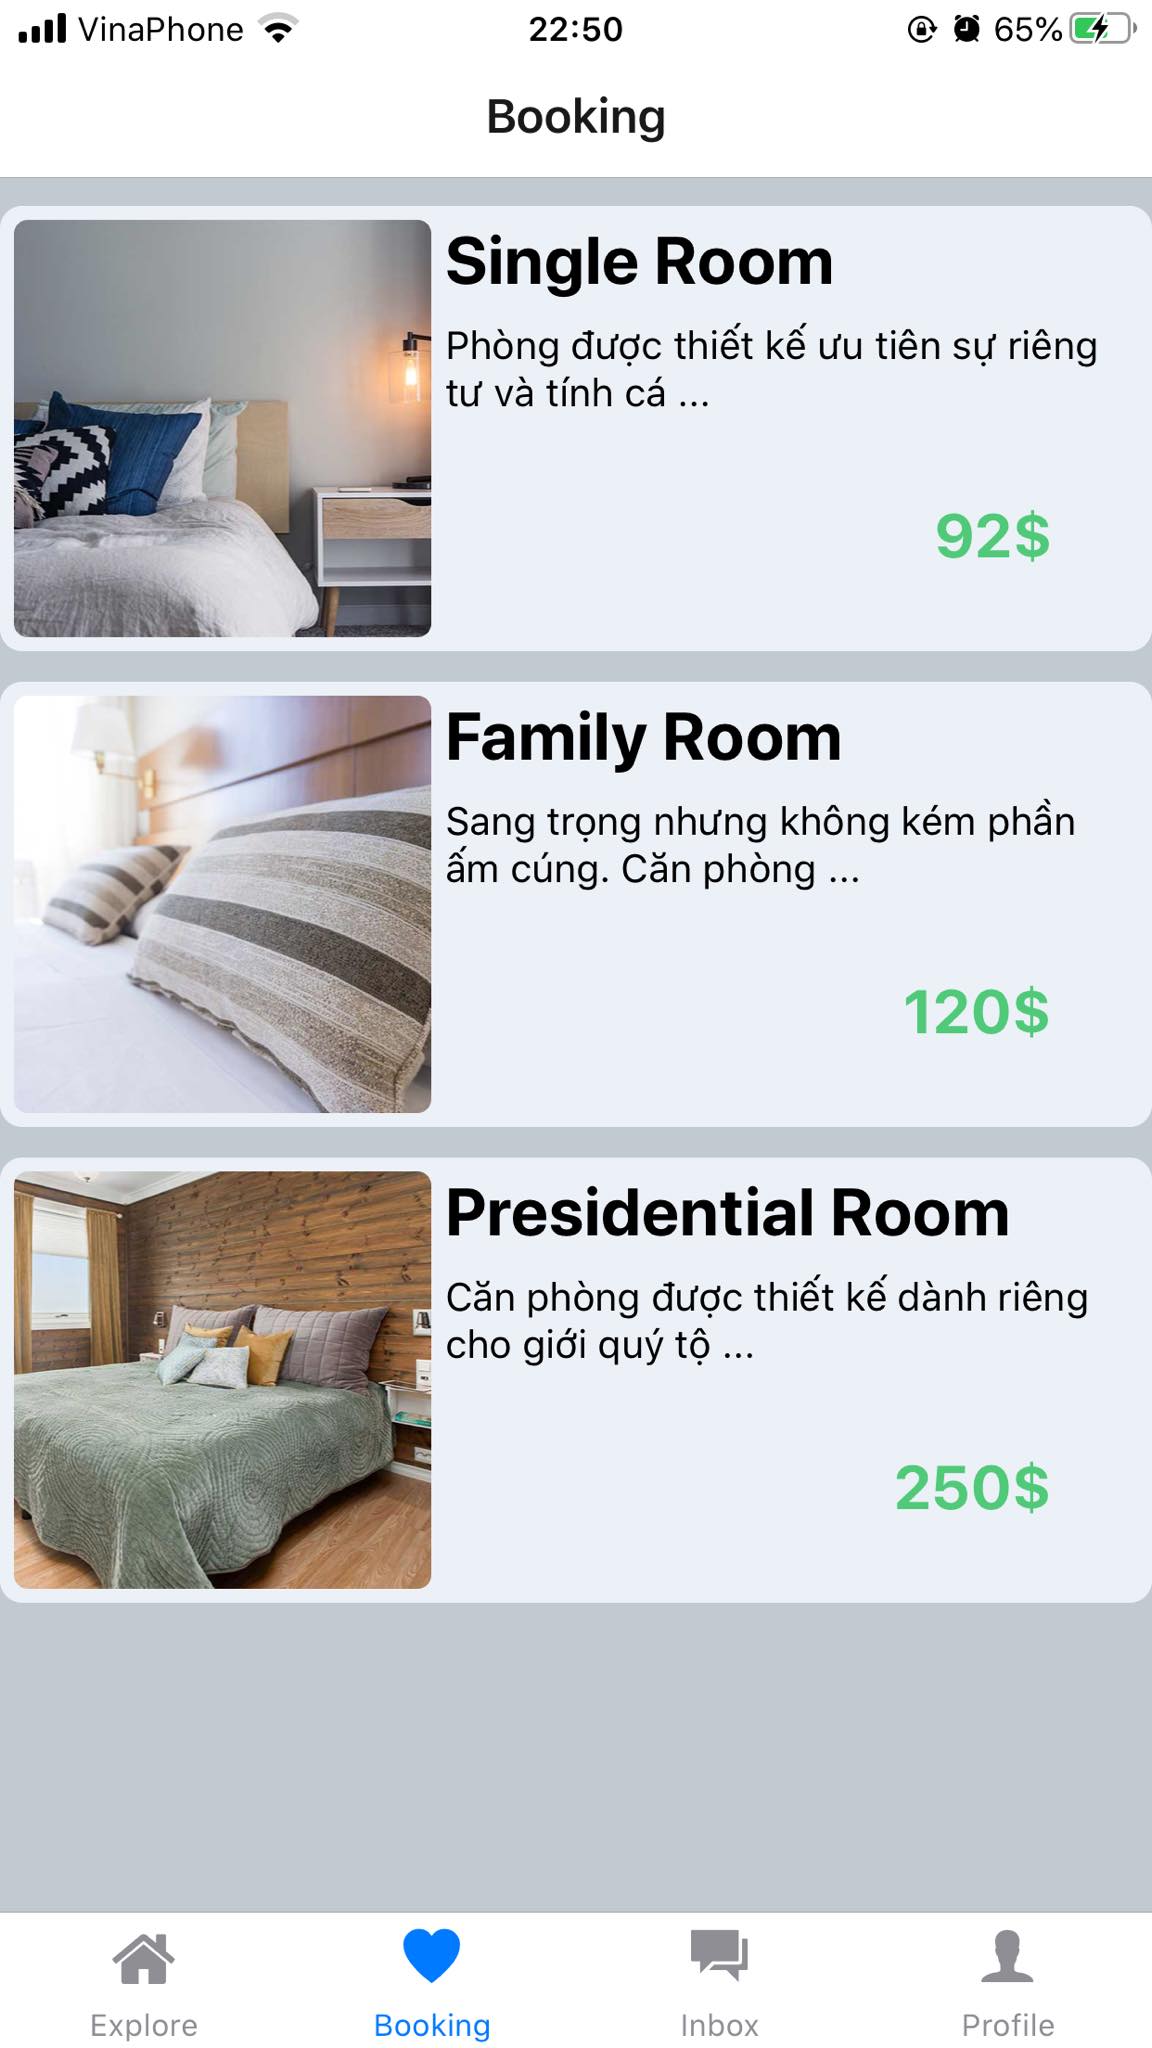 VinaPhone 22:50 65%
Booking
Single Room
Phòng được thiết kế ưu tiên sự riêng
tư và tính cá ...
92$
Family Room
Sang trọng nhưng không kém phần
ấm cúng. Căn phòng ...
120$
Presidential Room
Căn phòng được thiết kế dành riêng
cho giới quý tộ ...
250$
Explore Booking Inbox Profile